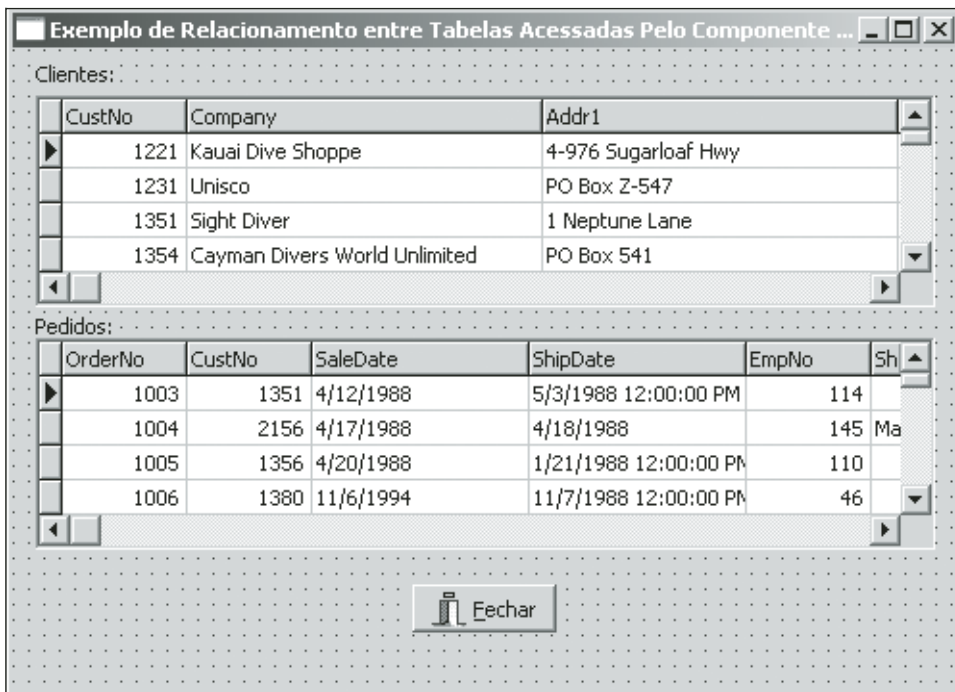 Exemplo de Relacionamento entre Tabelas Acessadas Pelo Componente ...
Clientes:
CustNo Company Addr1
1221 Kauai Dive Shoppe 4-976 Sugarloaf Hwy
1231 Unisco PO Box Z-547
1351 Sight Diver 1 Neptune Lane
1354 Cayman Divers World Unlimited PO Box 541
Pedidos:
OrderNo CustNo SaleDate ShipDate EmpNo Sh
1003 1351 4/12/1988 5/3/1988 12:00:00 PM 114
1004 2156 4/17/1988 4/18/1988 145 Ma
1005 1356 4/20/1988 1/21/1988 12:00:00 PM 110
1006 1380 11/6/1994 11/7/1988 12:00:00 PM 46
Fechar